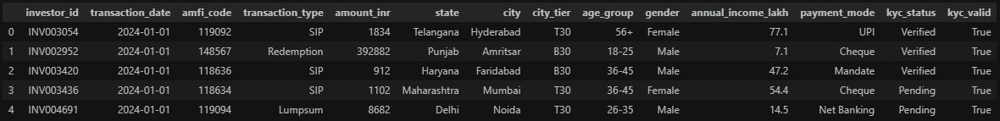 investor_id transaction_date amfi_code transaction_type amount_inr state city city_tier age_group gender annual_income_lakh payment_mode kyc_status kyc_valid
0 INV003054 2024-01-01 119092 SIP 1834 Telangana Hyderabad T30 56+ Female 77.1 UPI Verified True
1 INV002952 2024-01-01 148567 Redemption 392882 Punjab Amritsar B30 18-25 Male 7.1 Cheque Verified True
2 INV003420 2024-01-01 118636 SIP 912 Haryana Faridabad B30 36-45 Male 47.2 Mandate Verified True
3 INV003436 2024-01-01 118634 SIP 1102 Maharashtra Mumbai T30 36-45 Female 54.4 Cheque Pending True
4 INV004691 2024-01-01 119094 Lumpsum 8682 Delhi Noida T30 26-35 Male 14.5 Net Banking Pending True